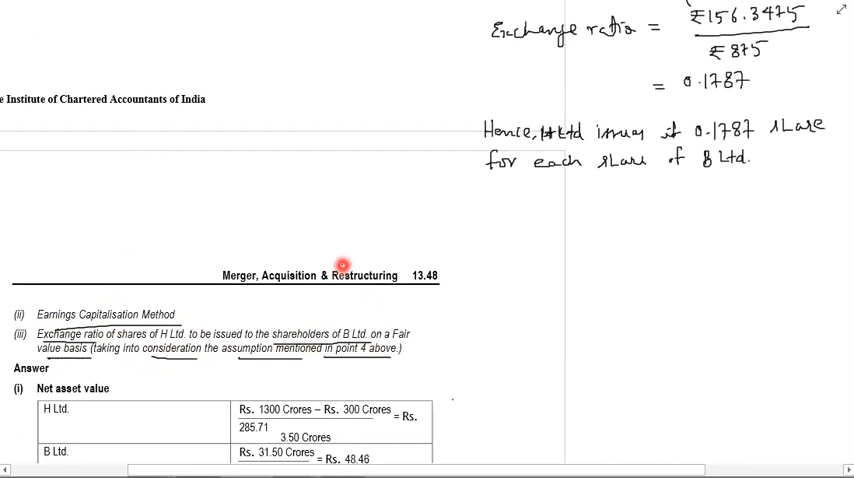 Exchange ratio = ₹156.3475
₹875
= 0.1787
e Institute of Chartered Accountants of India
Hence, H Ltd issues it 0.1787 share
for each share of B Ltd.
Merger, Acquisition & Restructuring 13.48
(ii) Earnings Capitalisation Method
(iii) Exchange ratio of shares of H Ltd. to be issued to the shareholders of B Ltd. on a Fair
value basis (taking into consideration the assumption mentioned in point 4 above.)
Answer
(i) Net asset value
H Ltd. Rs. 1300 Crores – Rs. 300 Crores = Rs.
285.71
3.50 Crores
B Ltd. Rs. 31.50 Crores = Rs. 48.46